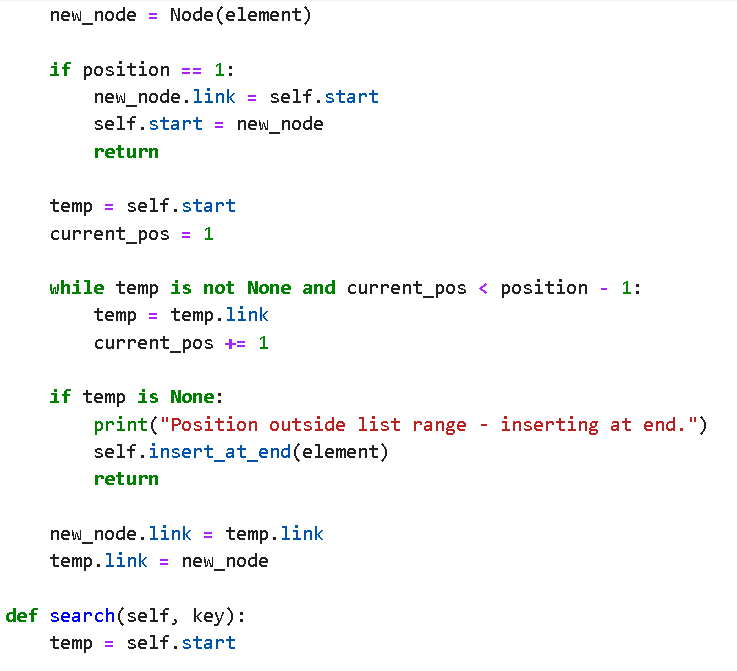 new_node = Node(element)
if position == 1:
new_node.link = self.start
self.start = new_node
return
temp = self.start
current_pos = 1
while temp is not None and current_pos < position - 1:
temp = temp.link
current_pos += 1
if temp is None:
print("Position outside list range - inserting at end.")
self.insert_at_end(element)
return
new_node.link = temp.link
temp.link = new_node
def search(self, key):
temp = self.start